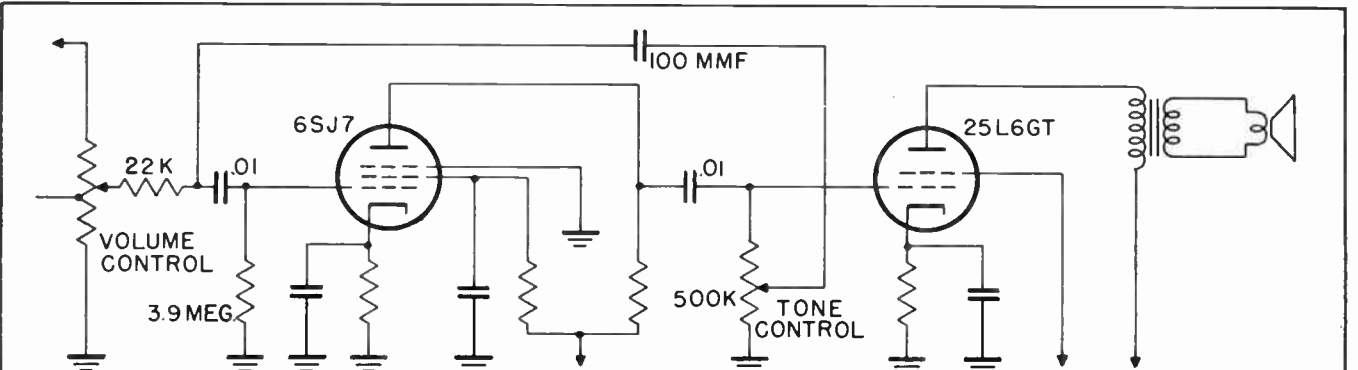 100 MMF
6SJ7
25L6GT
22K
.01
.01
VOLUME
CONTROL
3.9 MEG.
500K
TONE
CONTROL